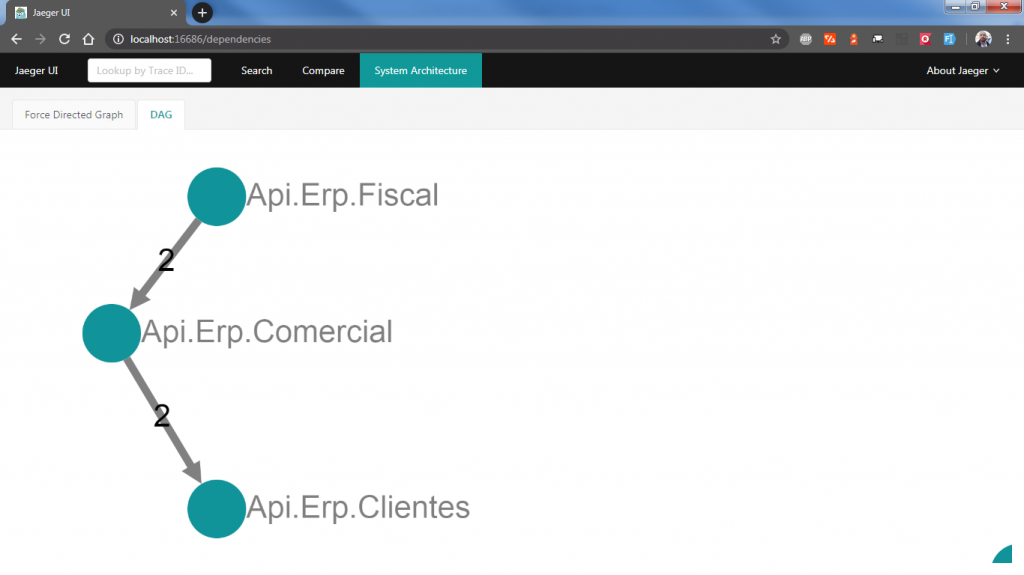 Jaeger UI
localhost:16686/dependencies
Jaeger UI Lookup by Trace ID... Search Compare System Architecture About Jaeger
Force Directed Graph DAG
Api.Erp.Fiscal
2
Api.Erp.Comercial
2
Api.Erp.Clientes